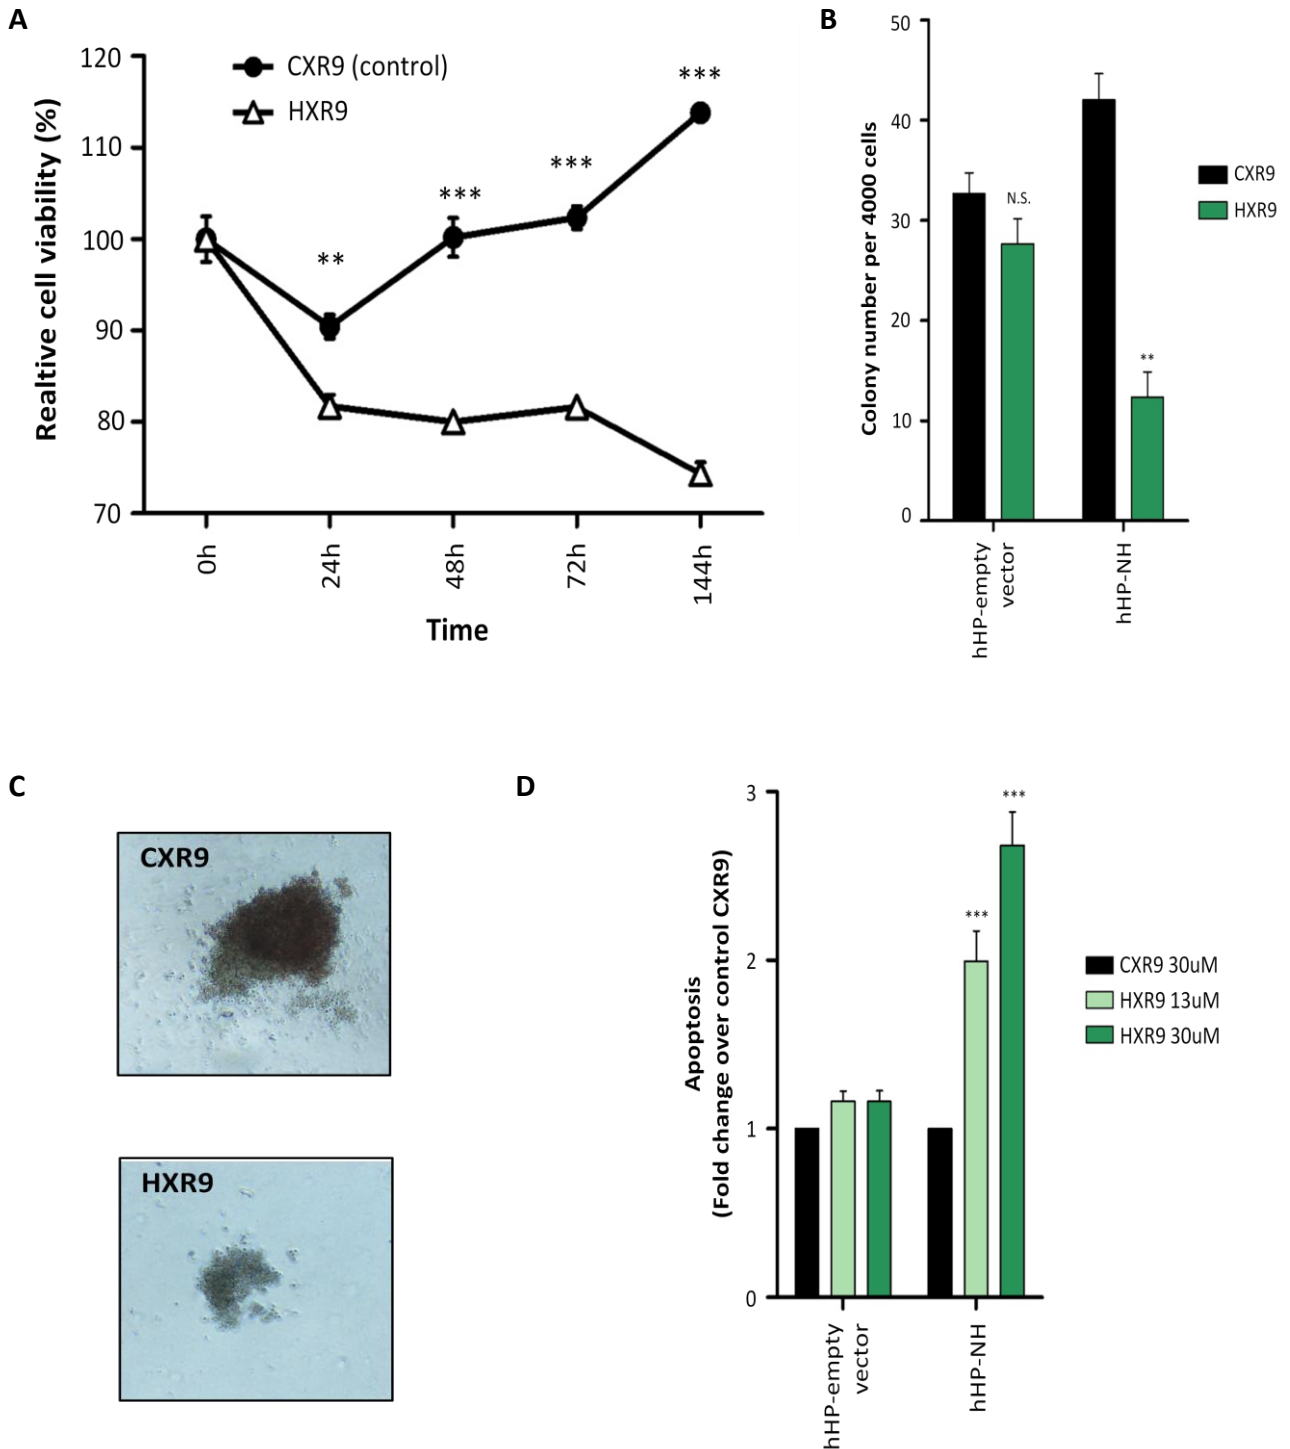 A
Realtive cell viability (%)
120
110
100
90
80
70
CXR9 (control)
HXR9
**
***
***
***
0h
24h
48h
72h
144h
Time
B
Colony number per 4000 cells
50
40
30
20
10
0
N.S.
**
CXR9
HXR9
hHP-empty
vector
hHP-NH
C
CXR9
HXR9
D
Apoptosis
(Fold change over control CXR9)
3
2
1
0
***
***
CXR9 30uM
HXR9 13uM
HXR9 30uM
hHP-empty
vector
hHP-NH